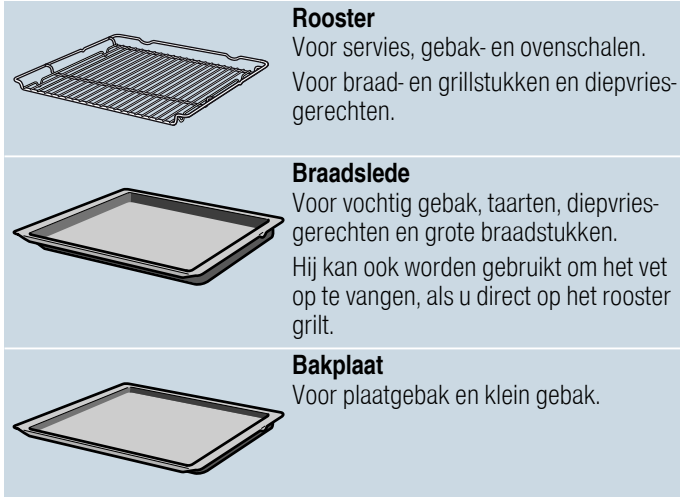 Rooster
Voor servies, gebak- en ovenschalen.
Voor braad- en grillstukken en diepvries-
gerechten.
Braadslede
Voor vochtig gebak, taarten, diepvries-
gerechten en grote braadstukken.
Hij kan ook worden gebruikt om het vet
op te vangen, als u direct op het rooster
grilt.
Bakplaat
Voor plaatgebak en klein gebak.